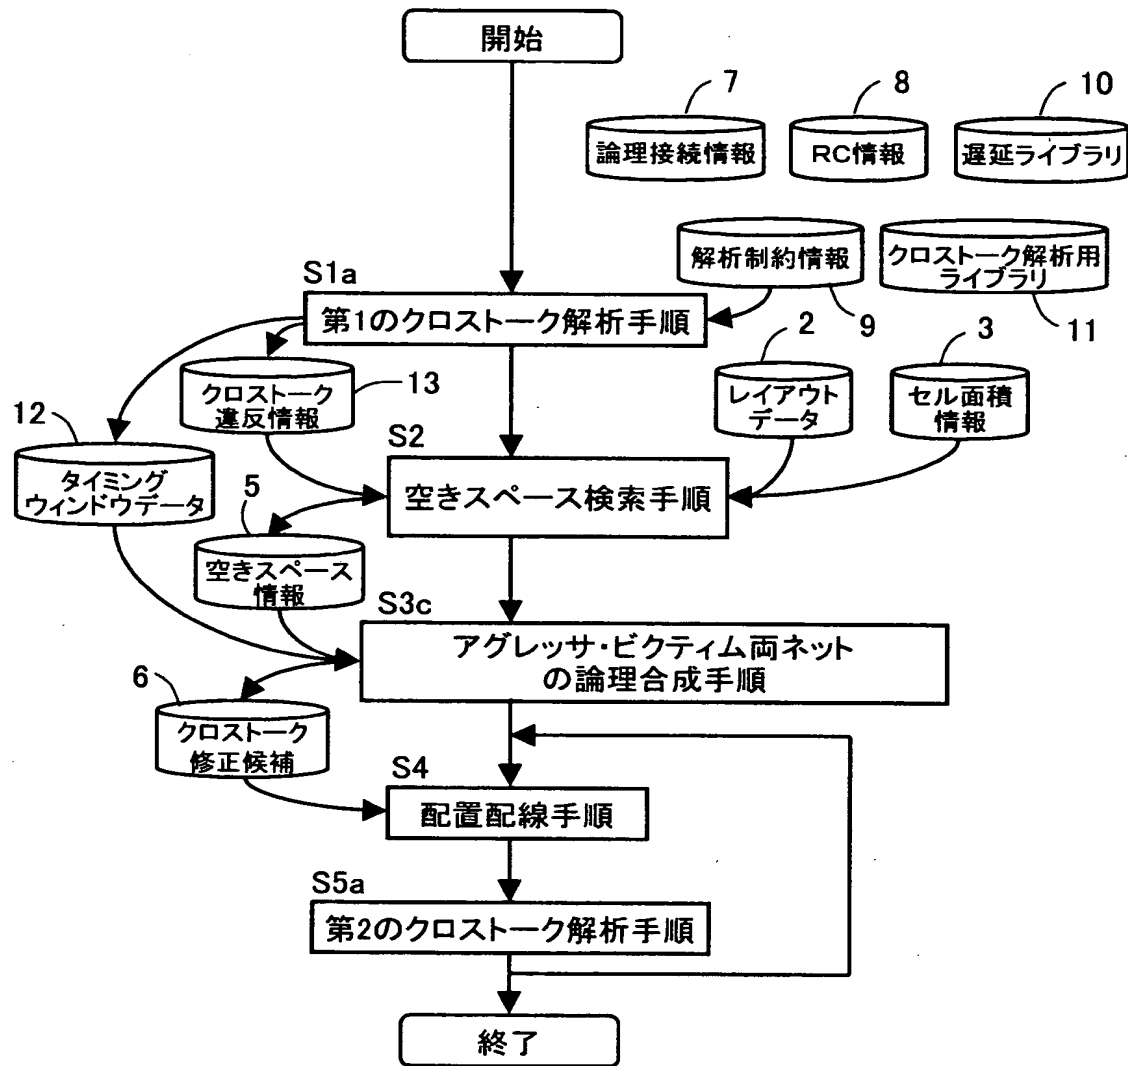 開始
7
8
10
論理接続情報
RC情報
遅延ライブラリ
解析制約情報
クロストーク解析用
ライブラリ
S1a
第1のクロストーク解析手順
9
11
2
3
クロストーク
違反情報
13
レイアウト
データ
セル面積
情報
12
タイミング
ウィンドウデータ
S2
空きスペース検索手順
5
空きスペース
情報
S3c
アグレッサ・ビクティム両ネット
の論理合成手順
6
クロストーク
修正候補
S4
配置配線手順
S5a
第2のクロストーク解析手順
終了